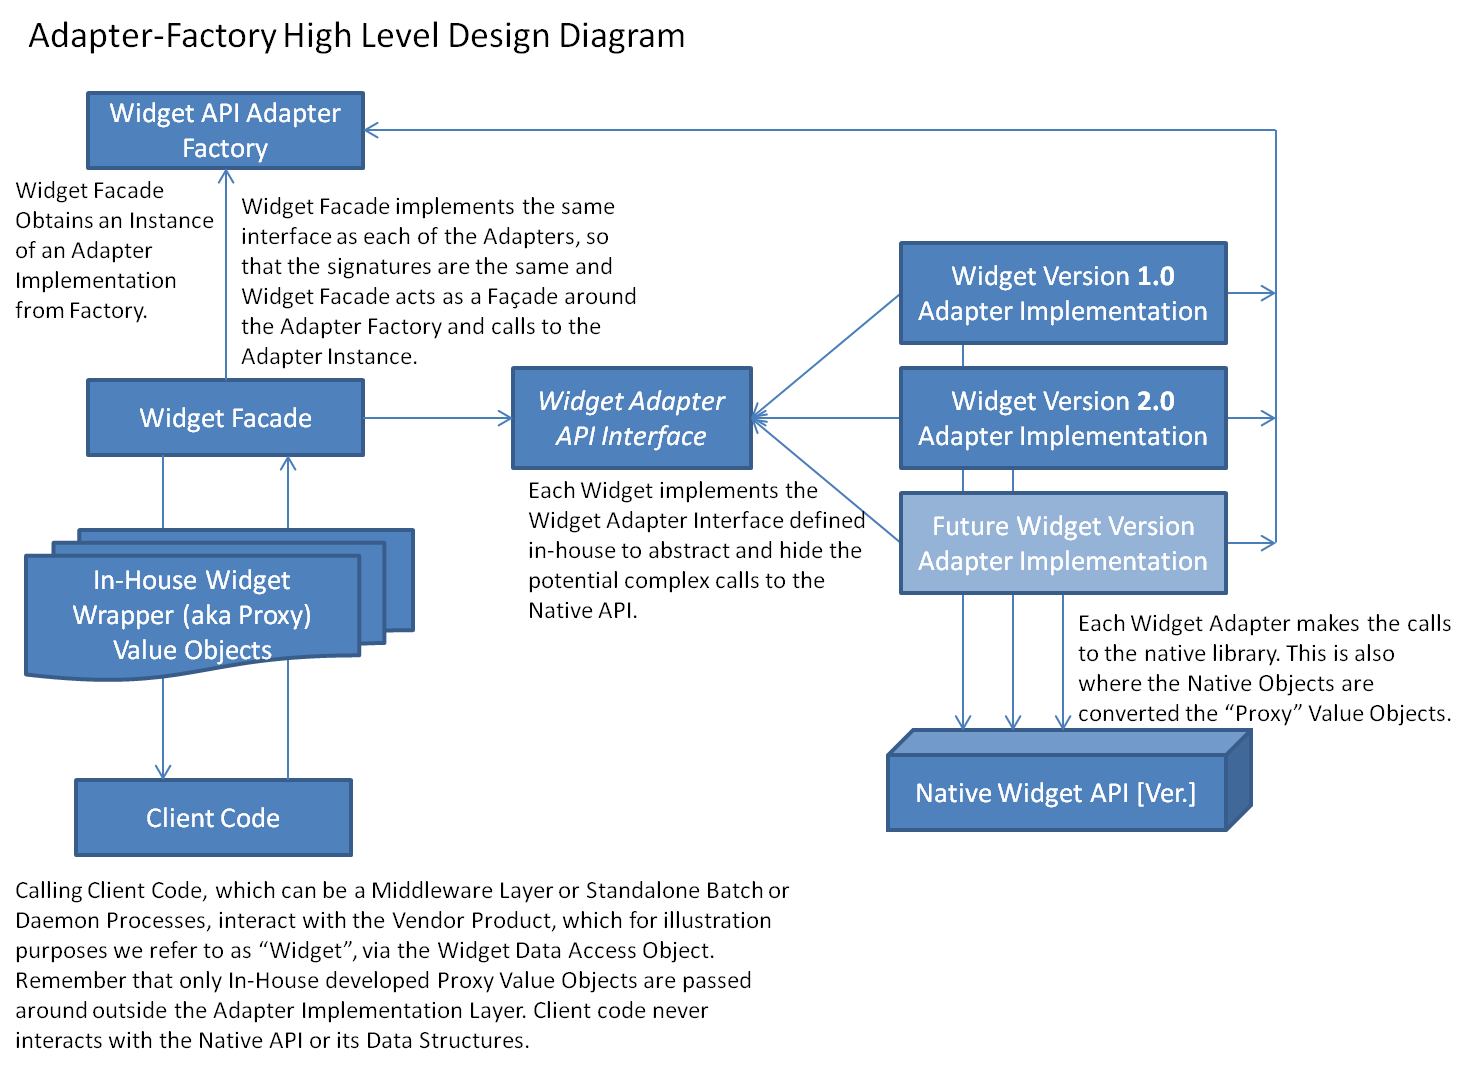 Adapter-Factory High Level Design Diagram
Widget API Adapter
Factory
Widget Facade
Obtains an Instance
of an Adapter
Implementation
from Factory.
Widget Facade implements the same
interface as each of the Adapters, so
that the signatures are the same and
Widget Facade acts as a Façade around
the Adapter Factory and calls to the
Adapter Instance.
Widget Version 1.0
Adapter Implementation
Widget Facade
Widget Adapter
API Interface
Widget Version 2.0
Adapter Implementation
Each Widget implements the
Widget Adapter Interface defined
in-house to abstract and hide the
potential complex calls to the
Native API.
Future Widget Version
Adapter Implementation
In-House Widget
Wrapper (aka Proxy)
Value Objects
Each Widget Adapter makes the calls
to the native library. This is also
where the Native Objects are
converted the “Proxy” Value Objects.
Native Widget API [Ver.]
Client Code
Calling Client Code, which can be a Middleware Layer or Standalone Batch or
Daemon Processes, interact with the Vendor Product, which for illustration
purposes we refer to as “Widget”, via the Widget Data Access Object.
Remember that only In-House developed Proxy Value Objects are passed
around outside the Adapter Implementation Layer. Client code never
interacts with the Native API or its Data Structures.